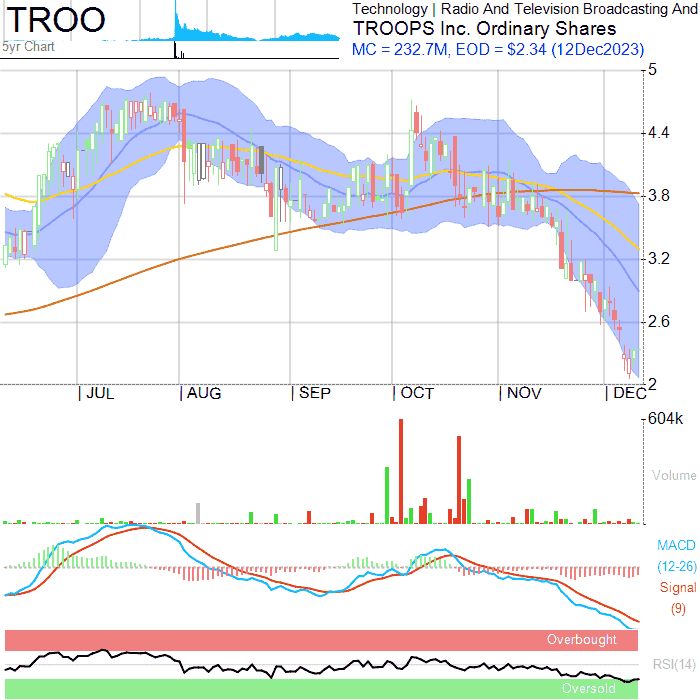 TROO
Technology | Radio And Television Broadcasting And
TROOPS Inc. Ordinary Shares
MC = 232.7M, EOD = $2.34 (12Dec2023)
5yr Chart
5
4.4
3.8
3.2
2.6
2
JUL
AUG
SEP
OCT
NOV
DEC
604k
Volume
MACD
(12-26)
Signal
(9)
Overbought
RSI(14)
Oversold